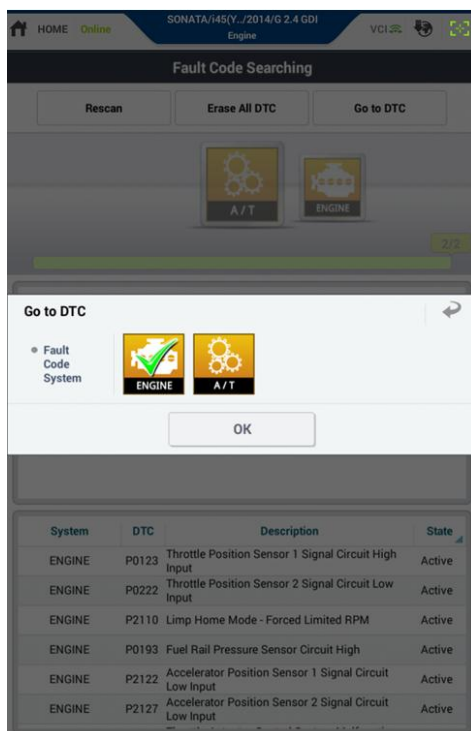 HOME Online
SONATA/i45(Y../2014/G 2.4 GDI
Engine
VCI
Fault Code Searching
Rescan
Erase All DTC
Go to DTC
A/T
ENGINE
2/2
Go to DTC
Fault
Code
System
ENGINE
A/T
OK
System DTC Description State
ENGINE P0123 Throttle Position Sensor 1 Signal Circuit High
Input Active
ENGINE P0222 Throttle Position Sensor 2 Signal Circuit Low
Input Active
ENGINE P2110 Limp Home Mode - Forced Limited RPM Active
ENGINE P0193 Fuel Rail Pressure Sensor Circuit High Active
ENGINE P2122 Accelerator Position Sensor 1 Signal Circuit
Low Input Active
ENGINE P2127 Accelerator Position Sensor 2 Signal Circuit
Low Input Active